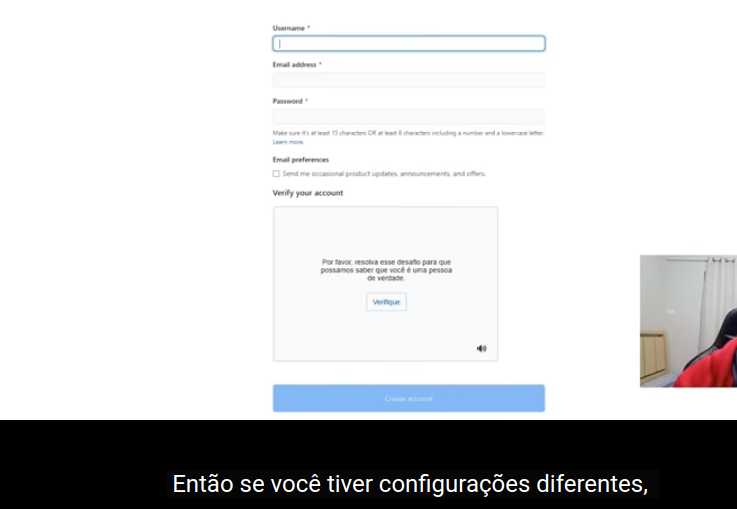 Username *
Email address *
Password *
Make sure it's at least 15 characters OR at least 8 characters including a number and a lowercase letter.
Learn more.
Email preferences
Send me occasional product updates, announcements, and offers.
Verify your account
Por favor, resolva esse desafio para que
possamos saber que você é uma pessoa
de verdade.
Verifique
Create account
Então se você tiver configurações diferentes,